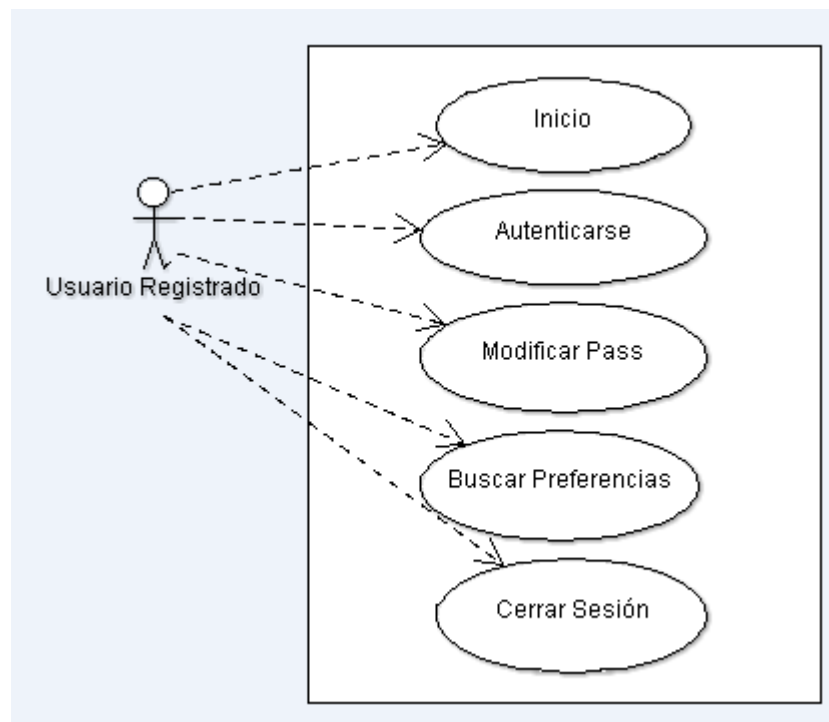 Inicio
Autenticarse
Usuario Registrado
Modificar Pass
Buscar Preferencias
Cerrar Sesión